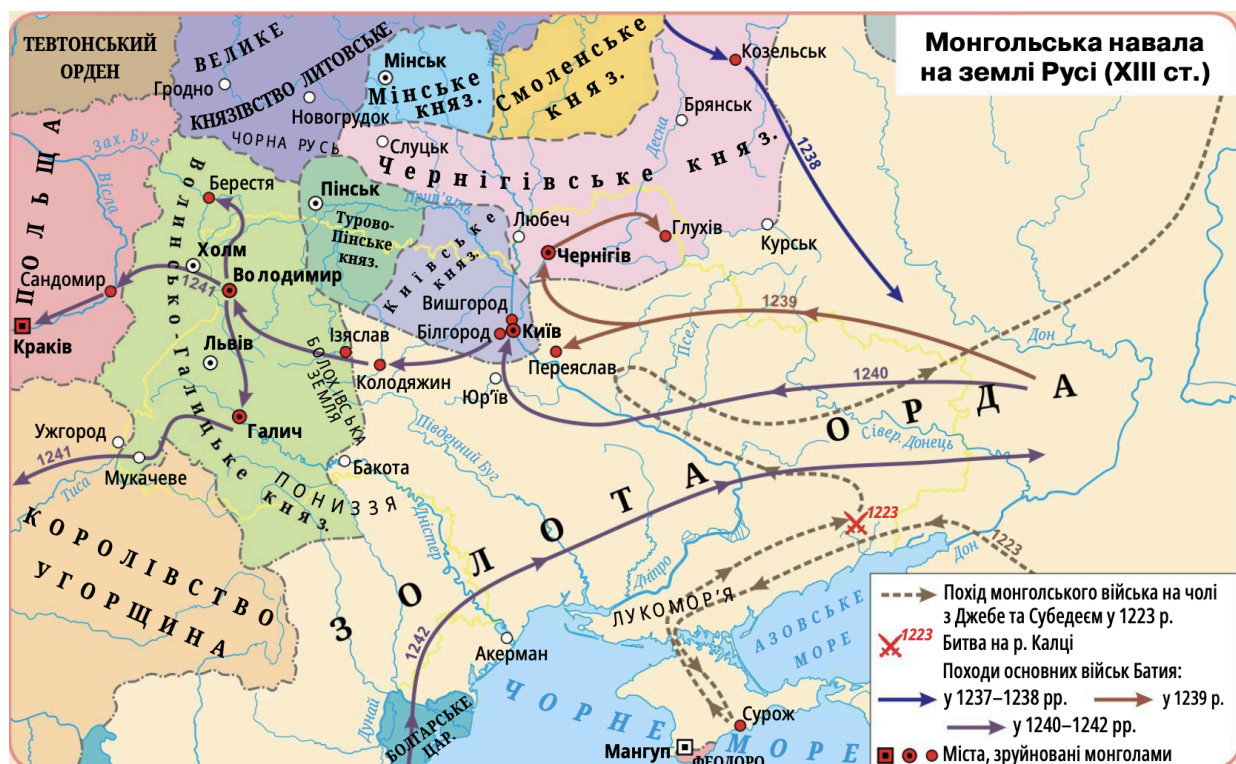 Монгольська навала
на землі Русі (XIII ст.)
ТЕВТОНСЬКИЙ
ОРДЕН
ВЕЛИКЕ
КНЯЗІВСТВО ЛИТОВСЬКЕ
Гродно
Новогрудок
ЧОРНА РУСЬ
Мінськ
Мінське
княз.
Смоленське
княз.
Дніпро
Козельськ
Брянськ
Десна
1238
Слуцьк
Чернігівське княз.
ПОЛЬЩА
Зах. Буг
Вісла
Берестя
Волинсько-Галицьке княз.
Пінськ
Прип'ять
Турово-
Пінське
княз.
Київське
княз.
Любеч
Чернігів
Глухів
Курськ
Холм
Володимир
Сандомир
1241
Краків
Вишгород
Білгород
Київ
1239
Псел
Дон
Ізяслав
Львів
БОЛОХІВСЬКА
ЗЕМЛЯ
Колодяжин
Переяслав
Юр'їв
1240
ЗОЛОТА ОРДА
Галич
Ужгород
1241
Мукачеве
Тиса
Південний Буг
Сівер. Донець
Бакота
ПОНИЗЗЯ
Дністер
КОРОЛІВСТВО
УГОРЩИНА
1223
1223
Дон
Дніпро
ЛУКОМОР'Я
1242
Акерман
АЗОВСЬКЕ
МОРЕ
Дунай
БОЛГАРСЬКЕ
ЦАР.
ЧОРНЕ МОРЕ
Сурож
Мангуп
ФЕОДОРО
Похід монголського війська на чолі
з Джебе та Субедеєм у 1223 р.
1223
Битва на р. Калці
Походи основних військ Батия:
у 1237–1238 рр.
у 1239 р.
у 1240–1242 рр.
Міста, зруйновані монголами